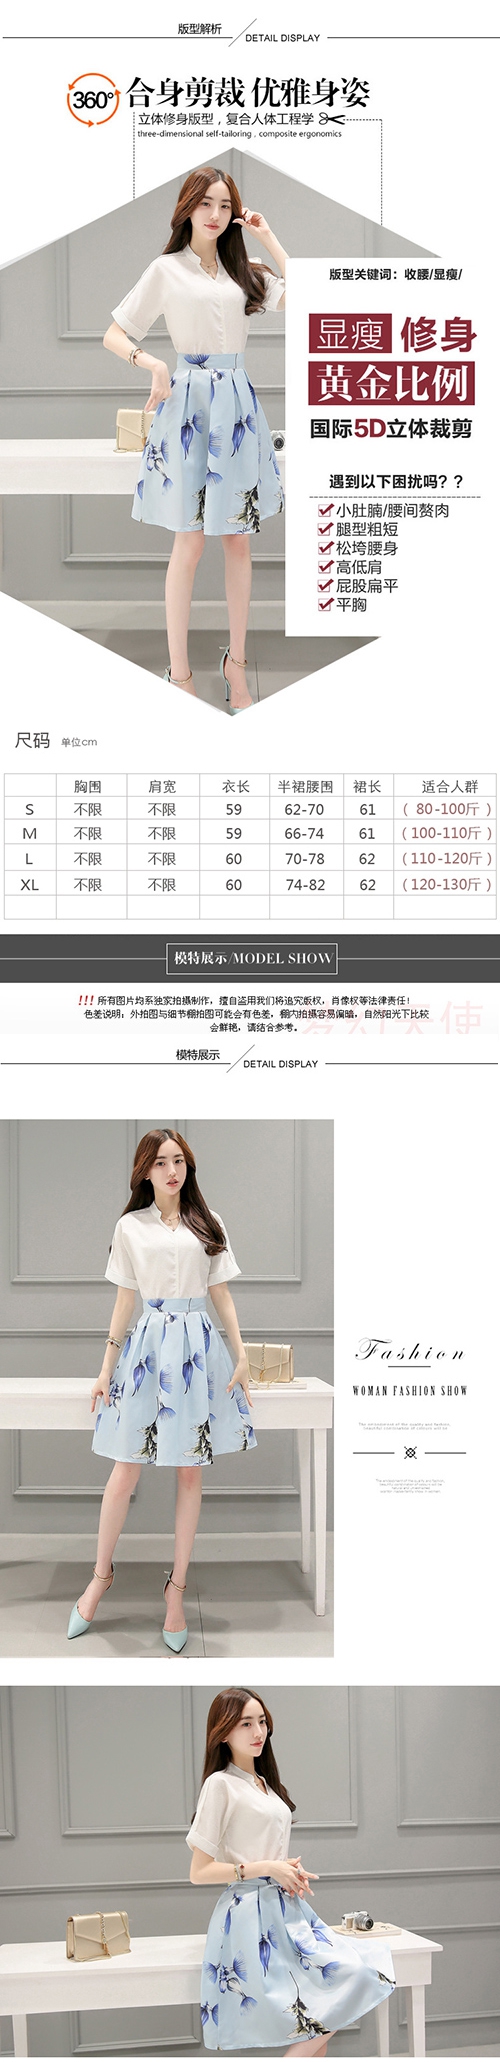 版型解析
DETAIL DISPLAY
360°
合身剪裁 优雅身姿
立体修身版型，复合人体工程学
three-dimensional self-tailoring, composite ergonomics
版型关键词：收腰/显瘦/
显瘦 修身
黄金比例
国际5D立体裁剪
遇到以下困扰吗？？
小肚腩/腰间赘肉
腿型粗短
松垮腰身
高低肩
屁股扁平
平胸
尺码 单位cm
胸围 肩宽 衣长 半裙腰围 裙长 适合人群
S 不限 不限 59 62-70 61 （ 80-100斤 ）
M 不限 不限 59 66-74 61 （100-110斤 ）
L 不限 不限 60 70-78 62 （110-120斤 ）
XL 不限 不限 60 74-82 62 （120-130斤 ）
模特展示/MODEL SHOW
!!! 所有图片均系独家拍摄制作，擅自盗用我们将追究版权，肖像权等法律责任！
色差说明：外拍图与细节棚拍图可能会有色差，棚内拍摄容易偏暗，自然阳光下比较
会鲜艳，请结合参考。
天使
模特展示
DETAIL DISPLAY
Fashion
WOMAN FASHION SHOW